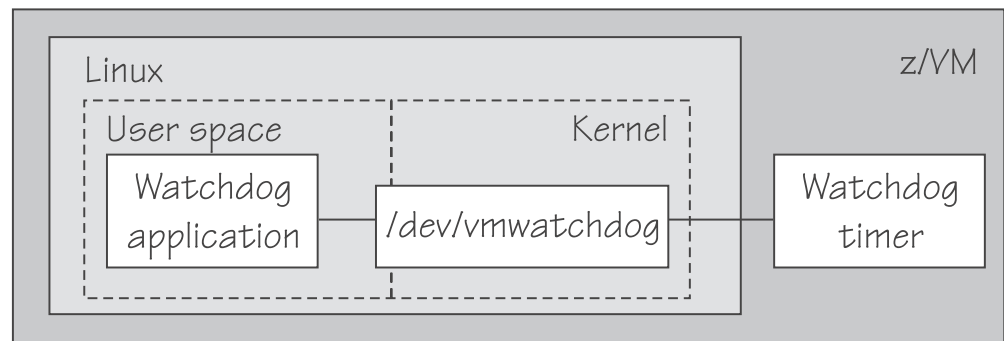 z/VM
Linux
User space
Kernel
Watchdog
application
/dev/vmwatchdog
Watchdog
timer